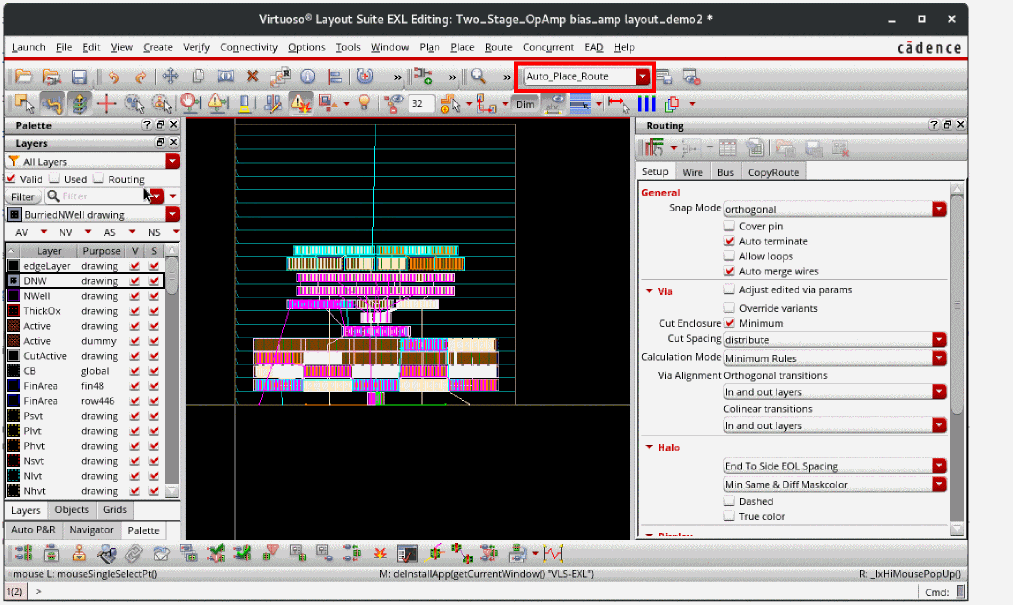 Virtuoso® Layout Suite EXL Editing: Two_Stage_OpAmp bias_amp layout_demo2 *
Launch File Edit View Create Verify Connectivity Options Tools Window Plan Place Route Concurrent EAD Help
cādence
» » » Auto_Place_Route
32 Dim
Palette
Layers
All Layers
Valid Used Routing
Filter Filter
BurriedNWell drawing
AV NV AS NS
Layer Purpose V S
edgeLayer drawing
DNW drawing
NWell drawing
ThickOx drawing
Active drawing
Active dummy
CutActive drawing
CB global
FinArea fin48
FinArea row446
Psvt drawing
Plvt drawing
Phvt drawing
Nsvt drawing
Nlvt drawing
Nhvt drawing
Layers Objects Grids
Auto P&R Navigator Palette
Routing
Setup Wire Bus CopyRoute
General
Snap Mode orthogonal
Cover pin
Auto terminate
Allow loops
Auto merge wires
Via Adjust edited via params
Override variants
Cut Enclosure Minimum
Cut Spacing distribute
Calculation Mode Minimum Rules
Via Alignment Orthogonal transitions
In and out layers
Colinear transitions
In and out layers
Halo
End To Side EOL Spacing
Min Same & Diff Maskcolor
Dashed
True color
mouse L: mouseSingleSelectPt() M: deInstallApp(getCurrentWindow() "VLS-EXL") R: _lxHiMousePopUp()
1(2) > Cmd: